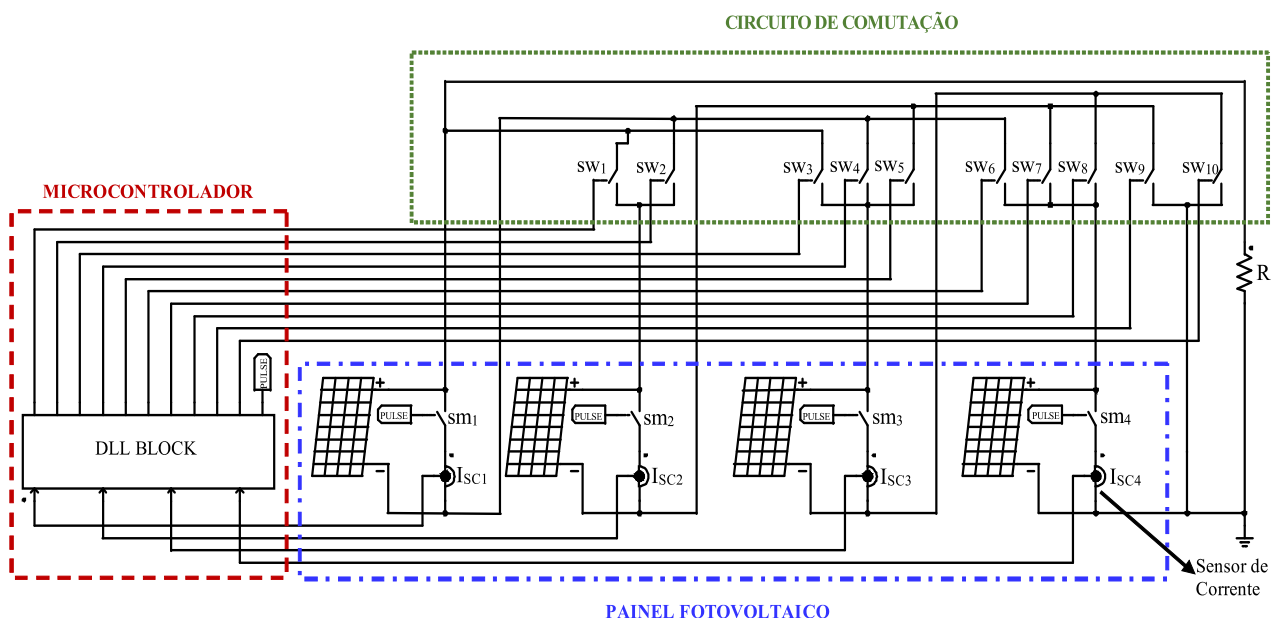 CIRCUITO DE COMUTAÇÃO
SW1
SW2
SW3
SW4
SW5
SW6
SW7
SW8
SW9
SW10
MICROCONTROLADOR
R
PULSE
DLL BLOCK
+
PULSE
sm1
−
ISC1
+
PULSE
sm2
−
ISC2
+
PULSE
sm3
−
ISC3
+
PULSE
sm4
−
ISC4
Sensor de
Corrente
PAINEL FOTOVOLTAICO